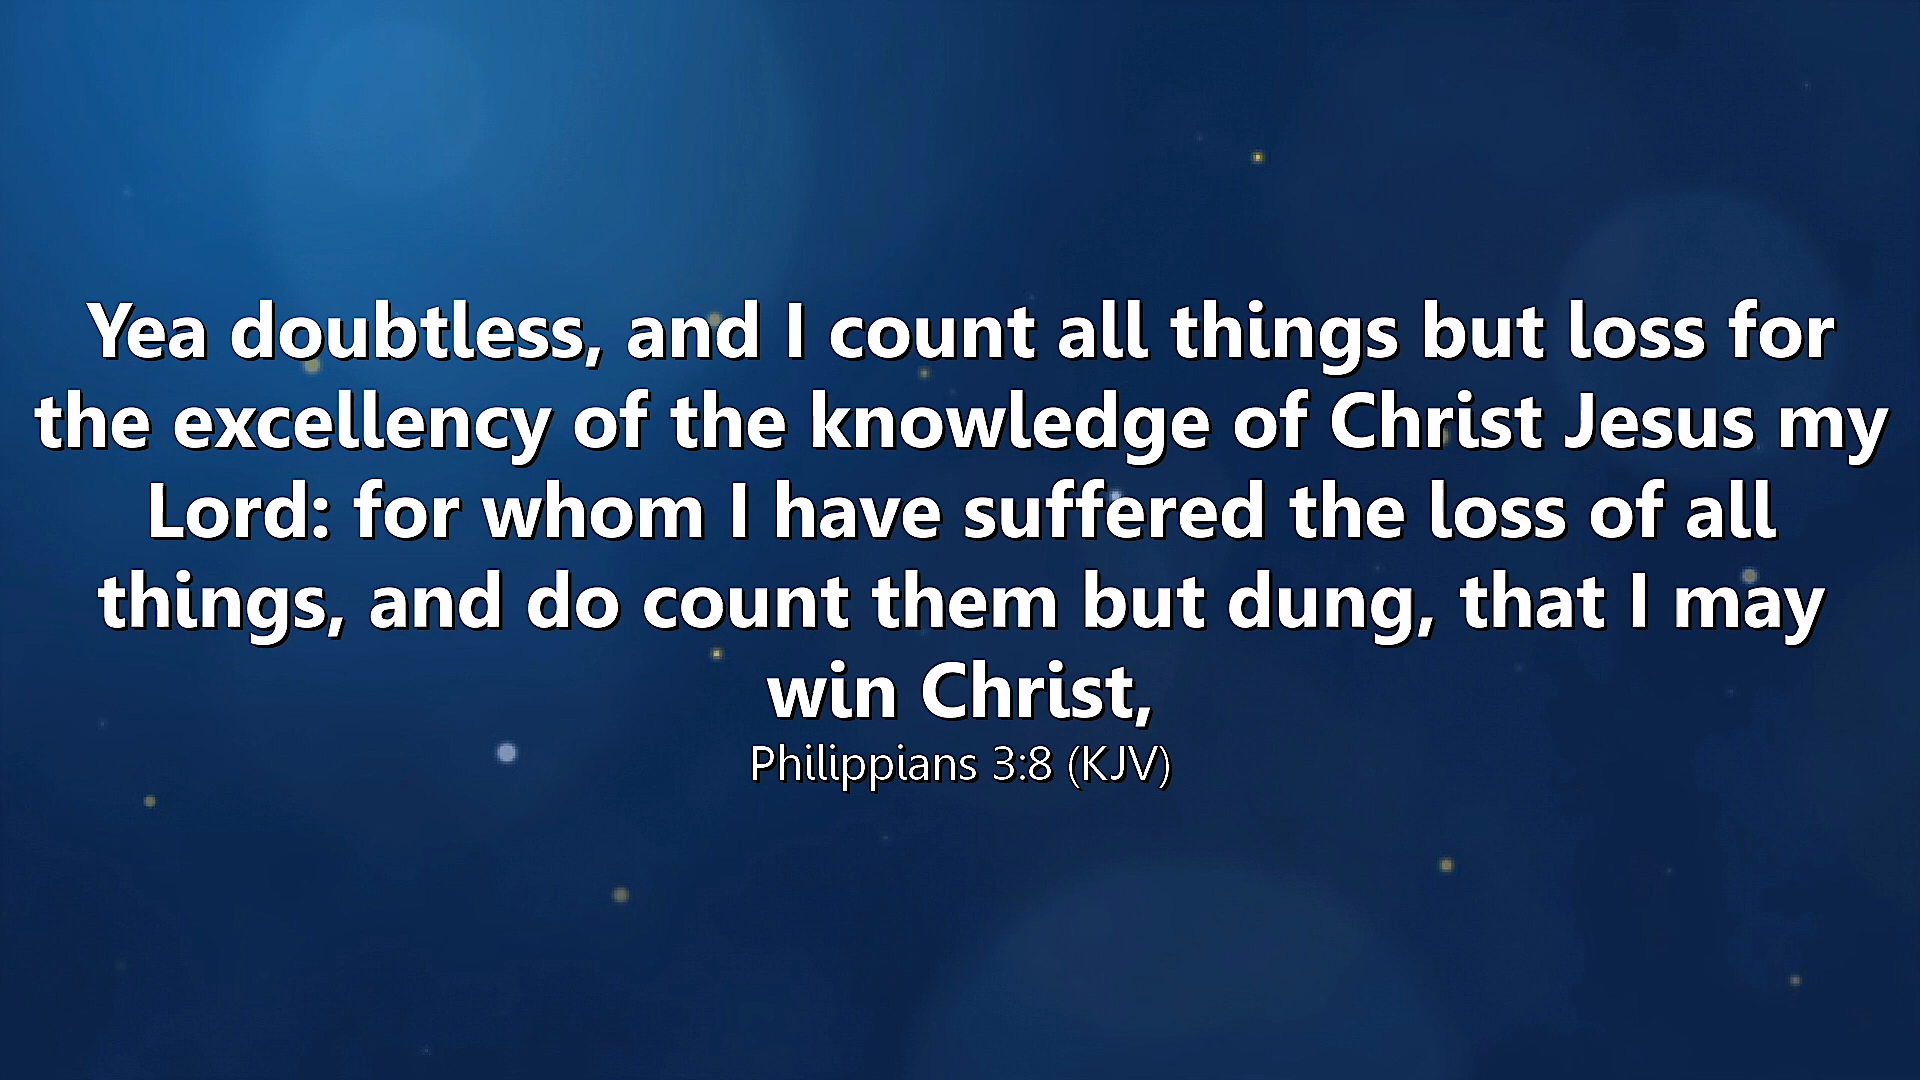 Yea doubtless, and I count all things but loss for
the excellency of the knowledge of Christ Jesus my
Lord: for whom I have suffered the loss of all
things, and do count them but dung, that I may
win Christ,
Philippians 3:8 (KJV)